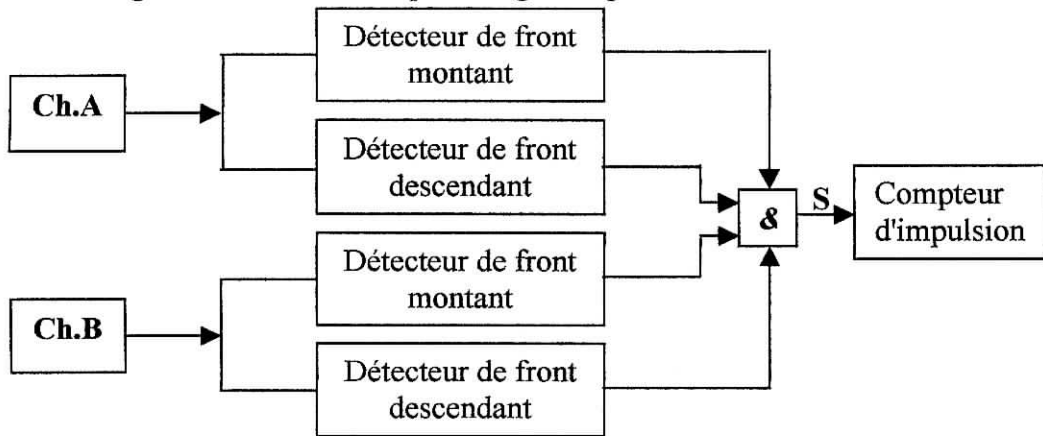 Détecteur de front
montant
Ch.A
Détecteur de front
descendant
&
S
Compteur
d'impulsion
Détecteur de front
montant
Ch.B
Détecteur de front
descendant